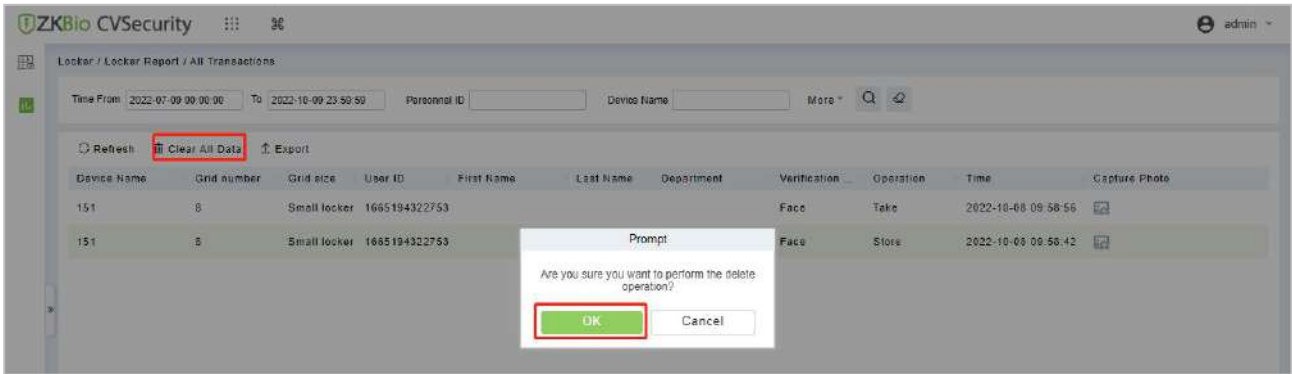 ZKBio CVSecurity admin
Locker / Locker Report / All Transactions
Time From 2022-07-09 00:00:00 To 2022-10-09 23:59:59 Personnel ID Device Name More
Refresh Clear All Data Export
Device Name Grid number Grid size User ID First Name Last Name Department Verification ... Operation Time Capture Photo
151 8 Small locker 1665194322753 Face Take 2022-10-08 09:58:56
151 8 Small locker 1665194322753 Face Store 2022-10-08 09:58:42
Prompt
Are you sure you want to perform the delete
operation?
OK Cancel